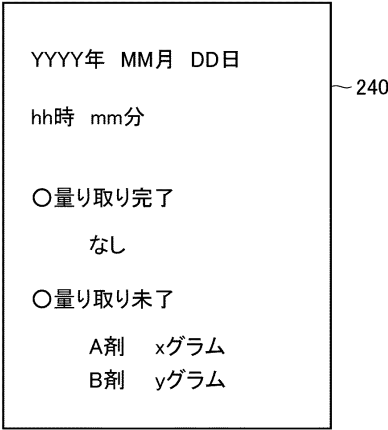 YYYY年 MM月 DD日
240
hh時 mm分
○量り取り完了
なし
○量り取り未了
A剤 xグラム
B剤 yグラム